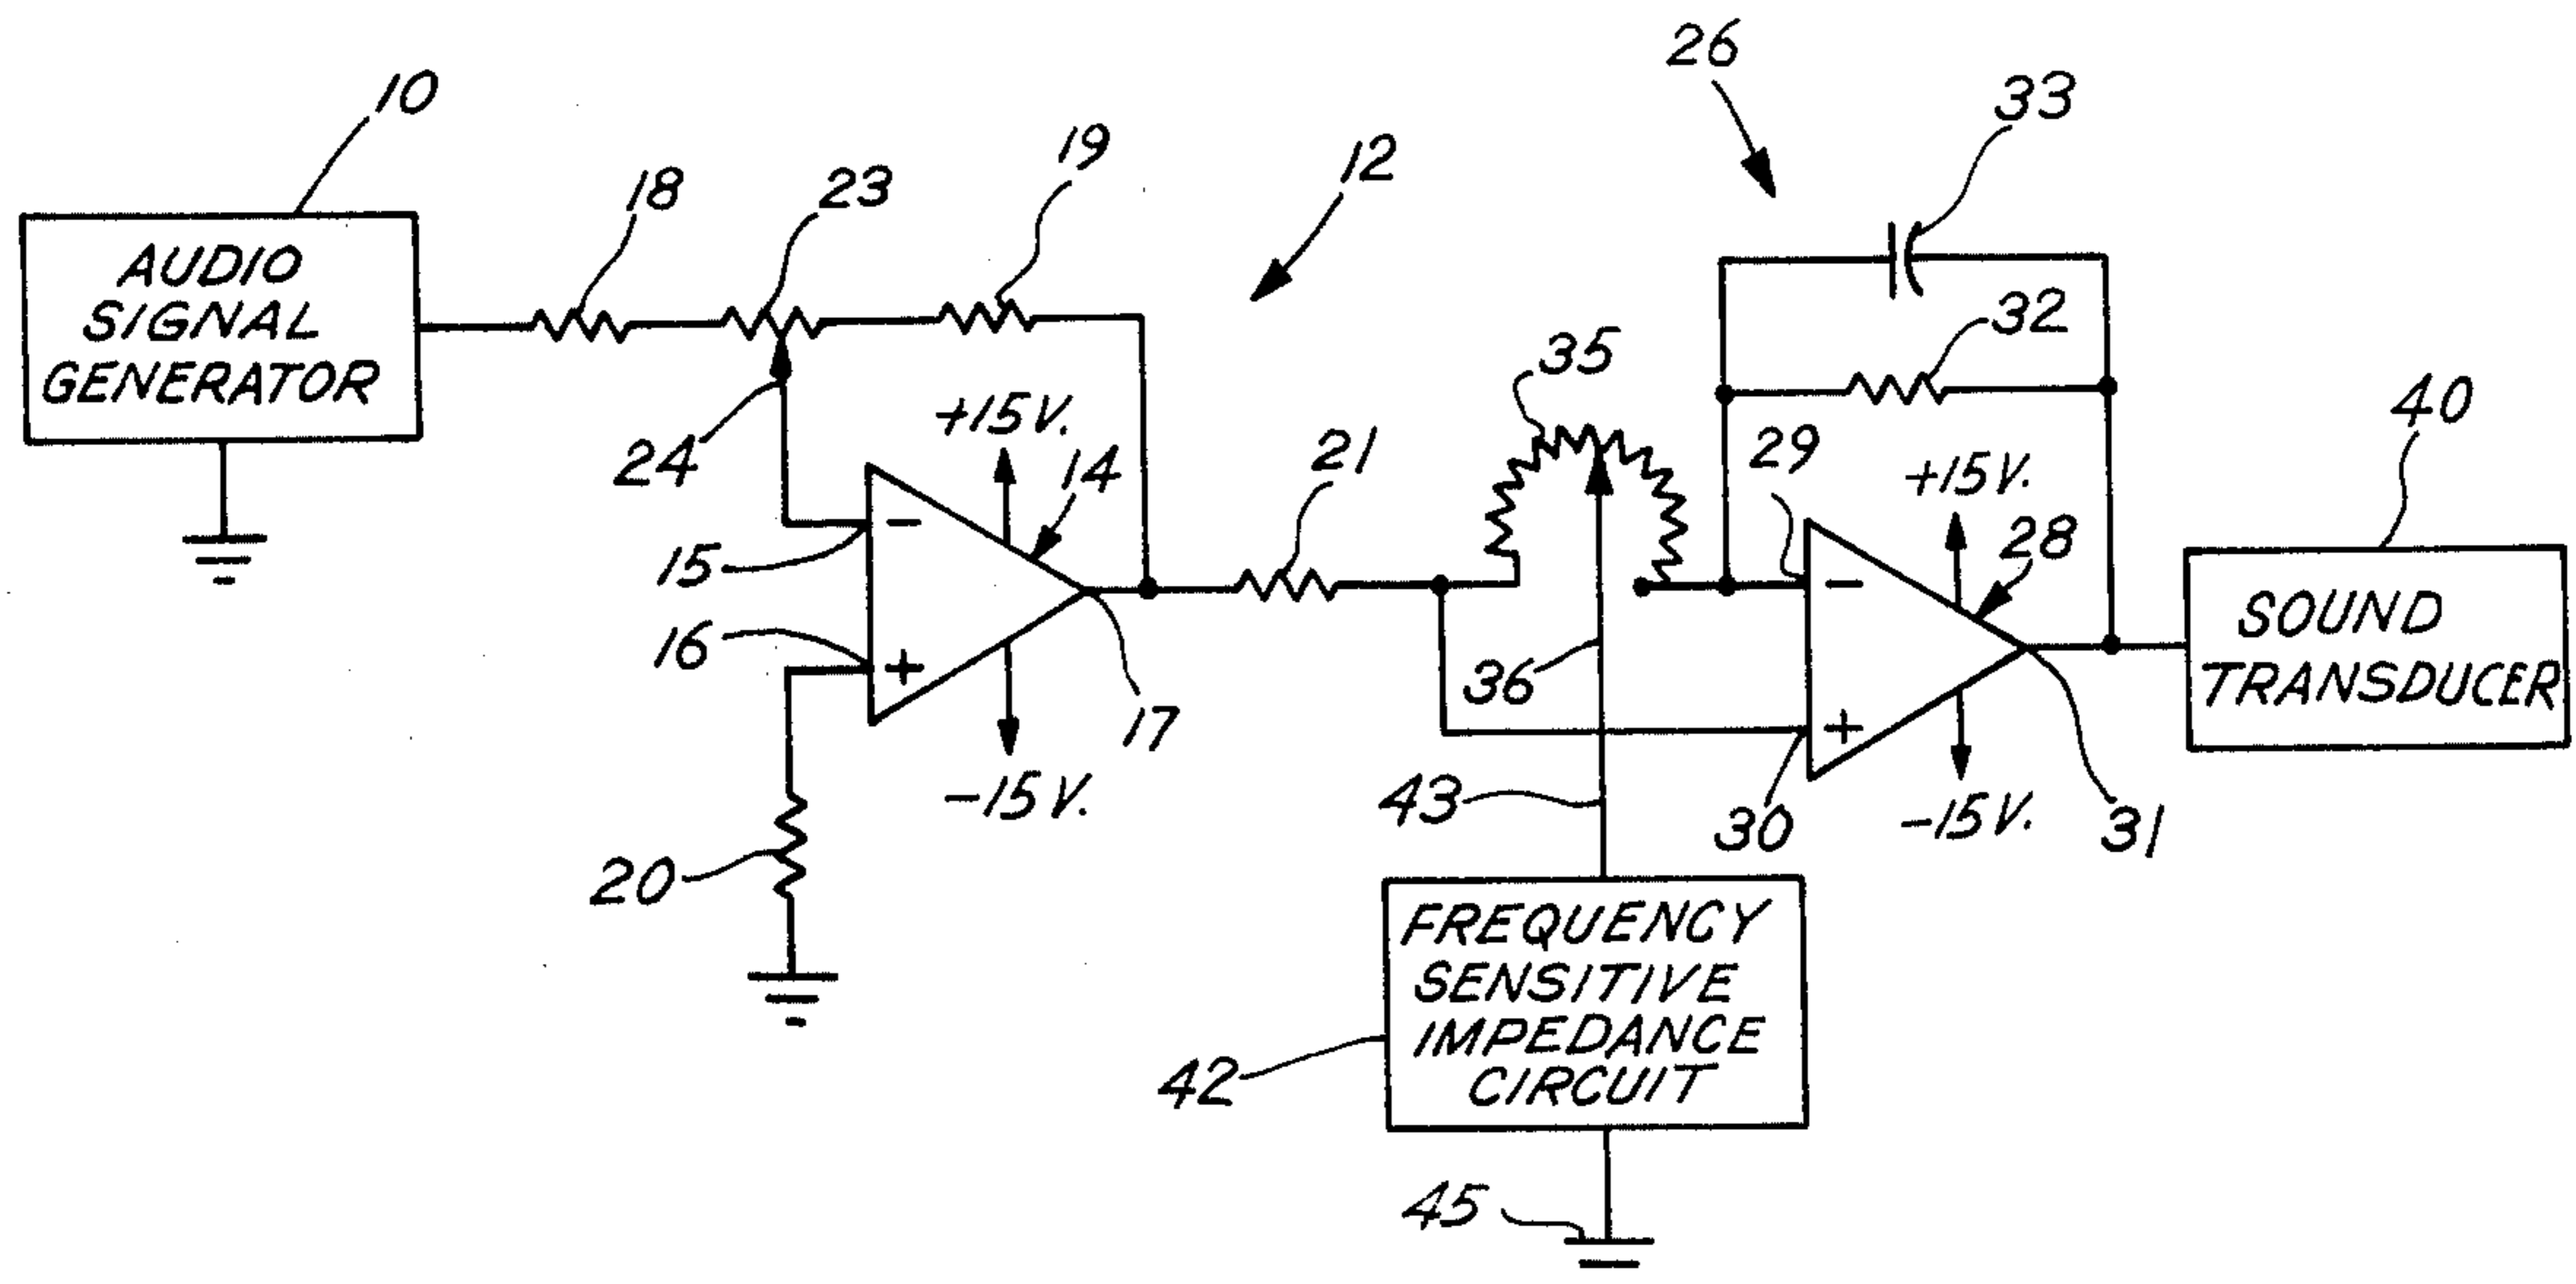 10
AUDIO
SIGNAL
GENERATOR
18
23
19
12
24
+15V.
14
15
16
17
-15V.
20
21
35
36
43
26
33
32
29
+15V.
28
30
-15V.
31
40
SOUND
TRANSDUCER
FREQUENCY
SENSITIVE
IMPEDANCE
CIRCUIT
42
45